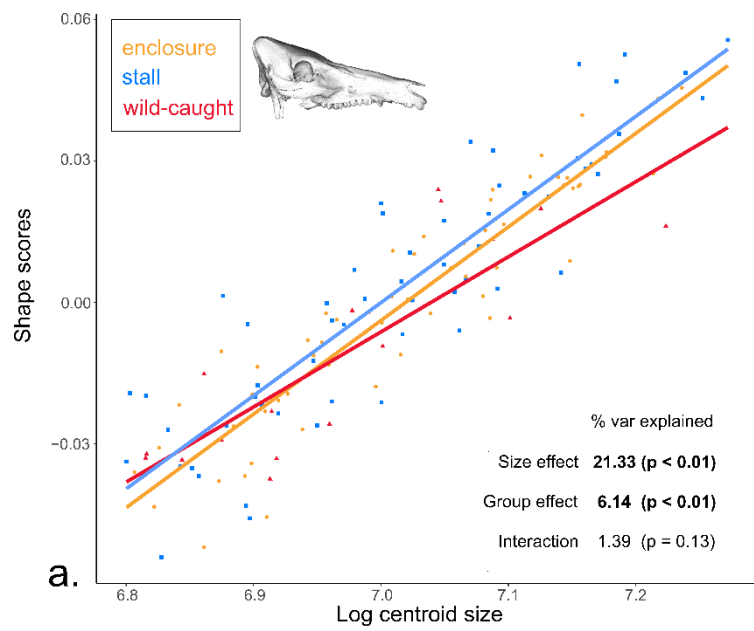 0.06
enclosure
stall
wild-caught
0.03
Shape scores
0.00
−0.03
% var explained
Size effect 21.33 (p < 0.01)
Group effect 6.14 (p < 0.01)
Interaction 1.39 (p = 0.13)
a.
6.8 6.9 7.0 7.1 7.2
Log centroid size